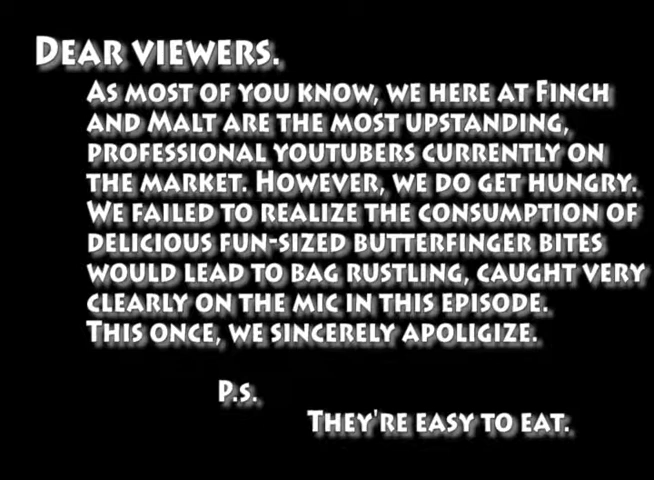 Dear viewers.
As most of you know, we here at Finch
and Malt are the most upstanding,
professional youtubers currently on
the market. However, we do get hungry.
We failed to realize the consumption of
delicious fun-sized butterfinger bites
would lead to bag rustling, caught very
clearly on the mic in this episode.
This once, we sincerely apoligize.
P.s.
They're easy to eat.